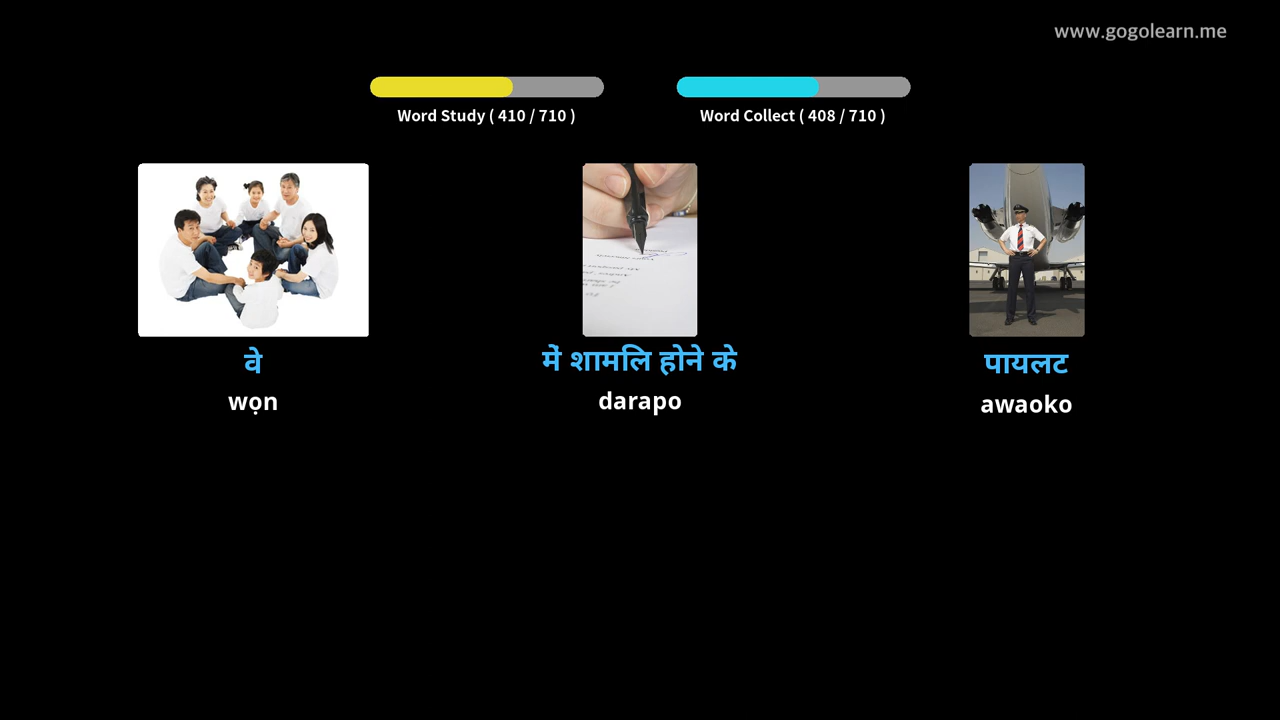 www.gogolearn.me
Word Study ( 410 / 710 )
Word Collect ( 408 / 710 )
वे
में शामलि होने के
पायलट
wọn
darapo
awaoko